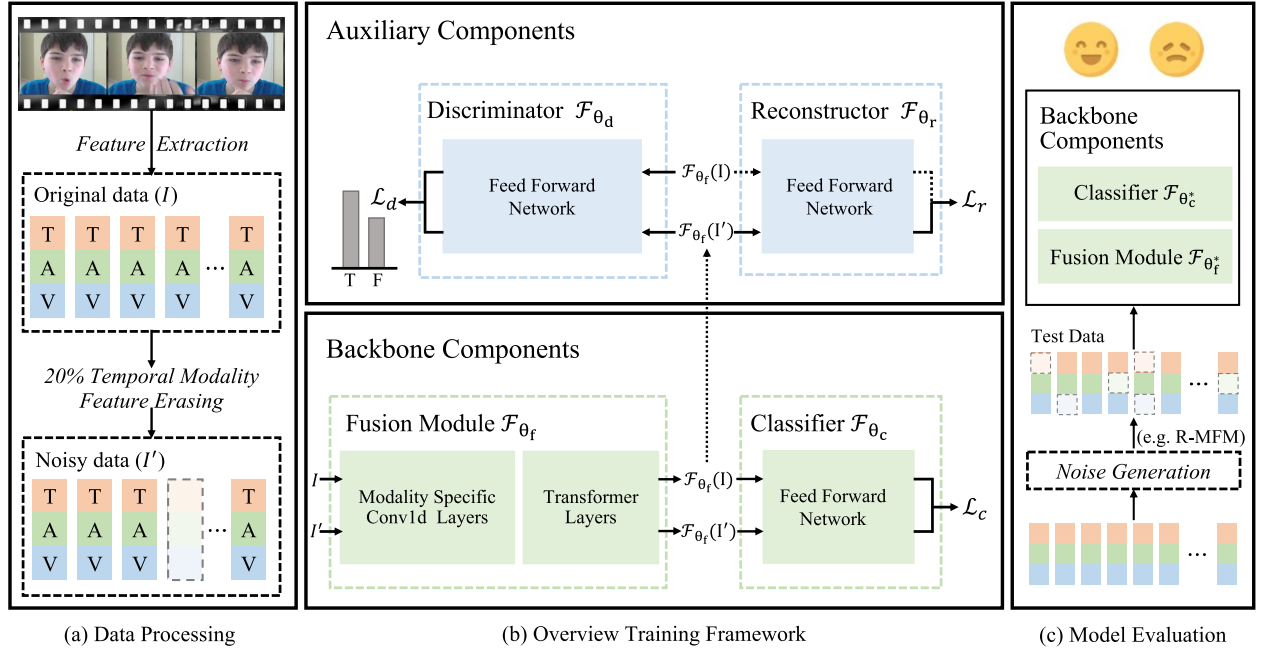 Feature Extraction
Original data (I)
T T T T T
A A A A ... A
V V V V V
20% Temporal Modality
Feature Erasing
Noisy data (I′)
T T T T
A A A ... A
V V V V
(a) Data Processing
Auxiliary Components
Discriminator ℱθd
Feed Forward
Network
ℒd
T F
ℱθf(I)
ℱθf(I′)
Reconstructor ℱθr
Feed Forward
Network
ℒr
Backbone Components
Fusion Module ℱθf
I
I′
Modality Specific
Conv1d Layers
Transformer
Layers
ℱθf(I)
ℱθf(I′)
Classifier ℱθc
Feed Forward
Network
ℒc
(b) Overview Training Framework
Backbone
Components
Classifier ℱθc*
Fusion Module ℱθf*
Test Data
...
(e.g. R-MFM)
Noise Generation
...
(c) Model Evaluation